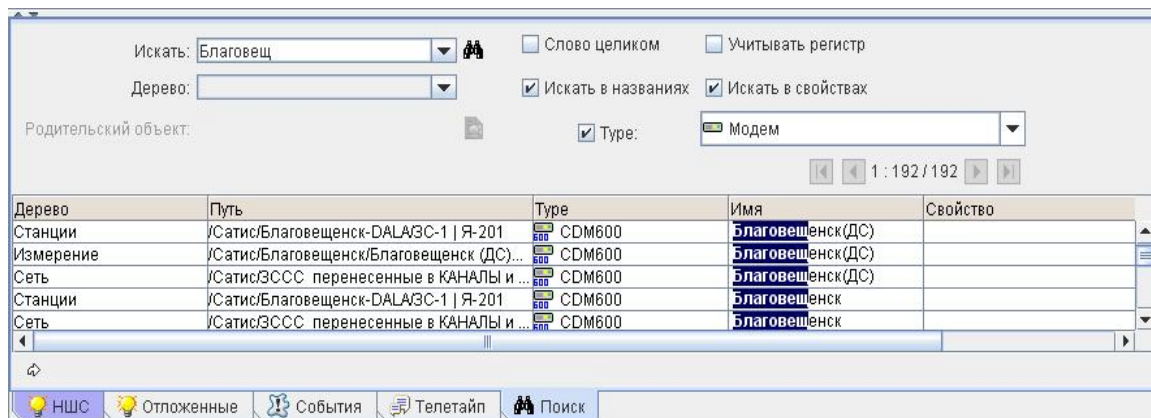 Искать: Благовещ Слово целиком Учитывать регистр
Дерево: Искать в названиях Искать в свойствах
Родительский объект: Type: Модем
1 : 192 / 192
Дерево Путь Type Имя Свойство
Станции /Сатис/Благовещенск-DALA/ЗС-1 | Я-201 CDM600 Благовещенск(ДС)
Измерение /Сатис/Благовещенск/Благовещенск (ДС)... CDM600 Благовещенск(ДС)
Сеть /Сатис/ЗССС перенесенные в КАНАЛЫ и ... CDM600 Благовещенск(ДС)
Станции /Сатис/Благовещенск-DALA/ЗС-1 | Я-201 CDM600 Благовещенск
Сеть /Сатис/ЗССС перенесенные в КАНАЛЫ и ... CDM600 Благовещенск
НШС Отложенные События Телетайп Поиск